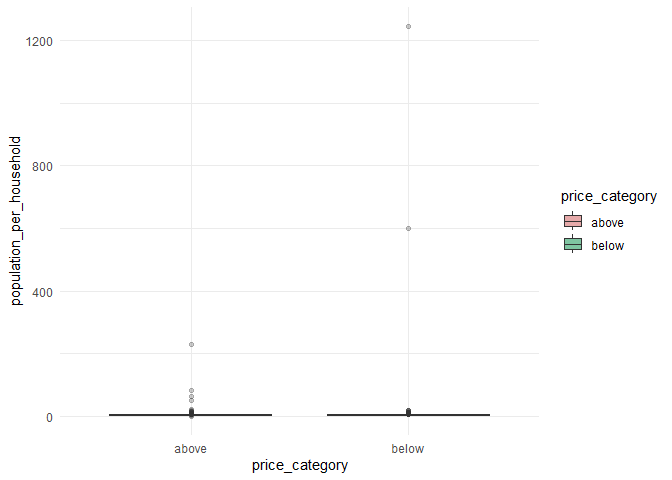 1200
800
400
0
population_per_household
above
below
price_category
price_category
above
below